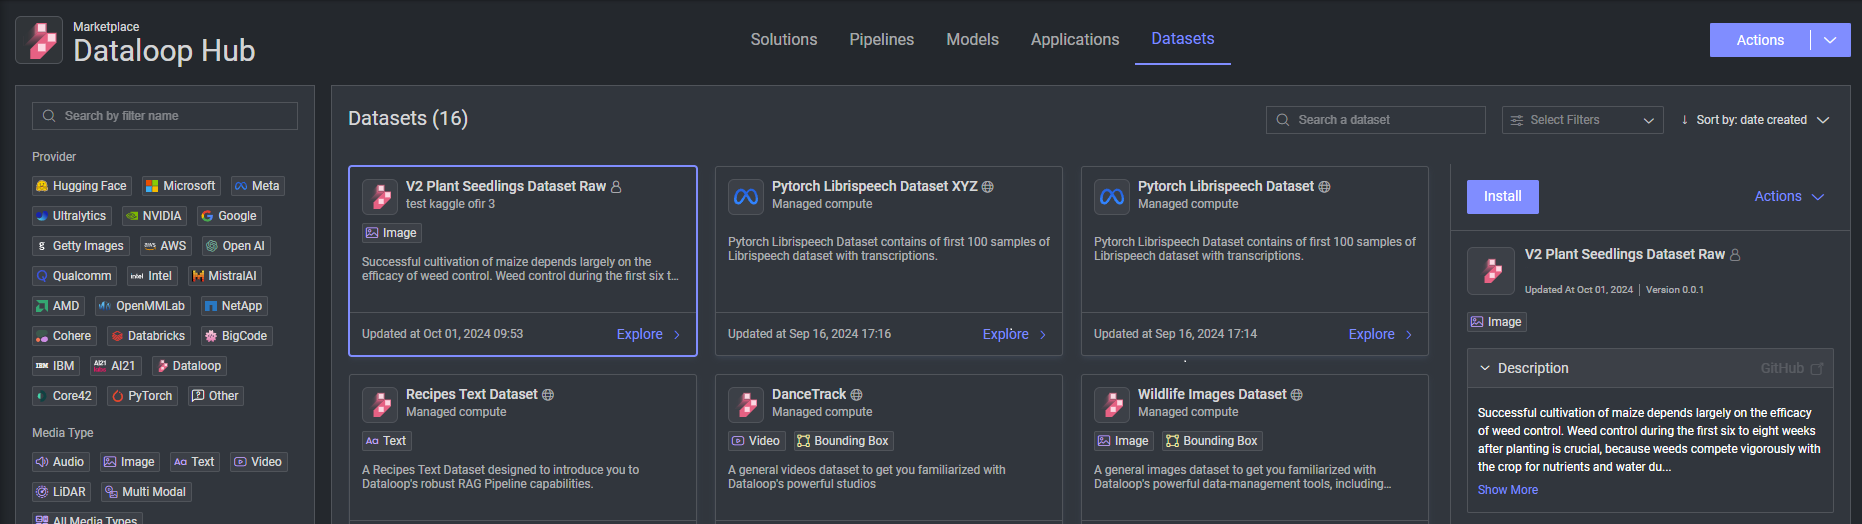 Marketplace
Dataloop Hub
Solutions
Pipelines
Models
Applications
Datasets
Actions
Search by filter name
Provider
Hugging Face
Microsoft
Meta
Ultralytics
NVIDIA
Google
Getty Images
AWS
Open AI
Qualcomm
Intel
MistralAI
AMD
OpenMMLab
NetApp
Cohere
Databricks
BigCode
IBM
AI21
Dataloop
Core42
PyTorch
Other
Media Type
Audio
Image
Text
Video
LiDAR
Multi Modal
All Media Types
Datasets (16)
Search a dataset
Select Filters
↓ Sort by: date created
V2 Plant Seedlings Dataset Raw
test kaggle ofir 3
Image
Successful cultivation of maize depends largely on the
efficacy of weed control. Weed control during the first six t...
Updated at Oct 01, 2024 09:53
Explore
Pytorch Librispeech Dataset XYZ
Managed compute
Pytorch Librispeech Dataset contains of first 100 samples of
Librispeech dataset with transcriptions.
Updated at Sep 16, 2024 17:16
Explore
Pytorch Librispeech Dataset
Managed compute
Pytorch Librispeech Dataset contains of first 100 samples of
Librispeech dataset with transcriptions.
Updated at Sep 16, 2024 17:14
Explore
Recipes Text Dataset
Managed compute
Text
A Recipes Text Dataset designed to introduce you to
Dataloop's robust RAG Pipeline capabilities.
DanceTrack
Managed compute
Video
Bounding Box
A general videos dataset to get you familiarized with
Dataloop's powerful studios
Wildlife Images Dataset
Managed compute
Image
Bounding Box
A general images dataset to get you familiarized with
Dataloop's powerful data-management tools, including...
Install
Actions
V2 Plant Seedlings Dataset Raw
Updated At Oct 01, 2024 | Version 0.0.1
Image
Description
GitHub
Successful cultivation of maize depends largely on the efficacy
of weed control. Weed control during the first six to eight weeks
after planting is crucial, because weeds compete vigorously with
the crop for nutrients and water du...
Show More